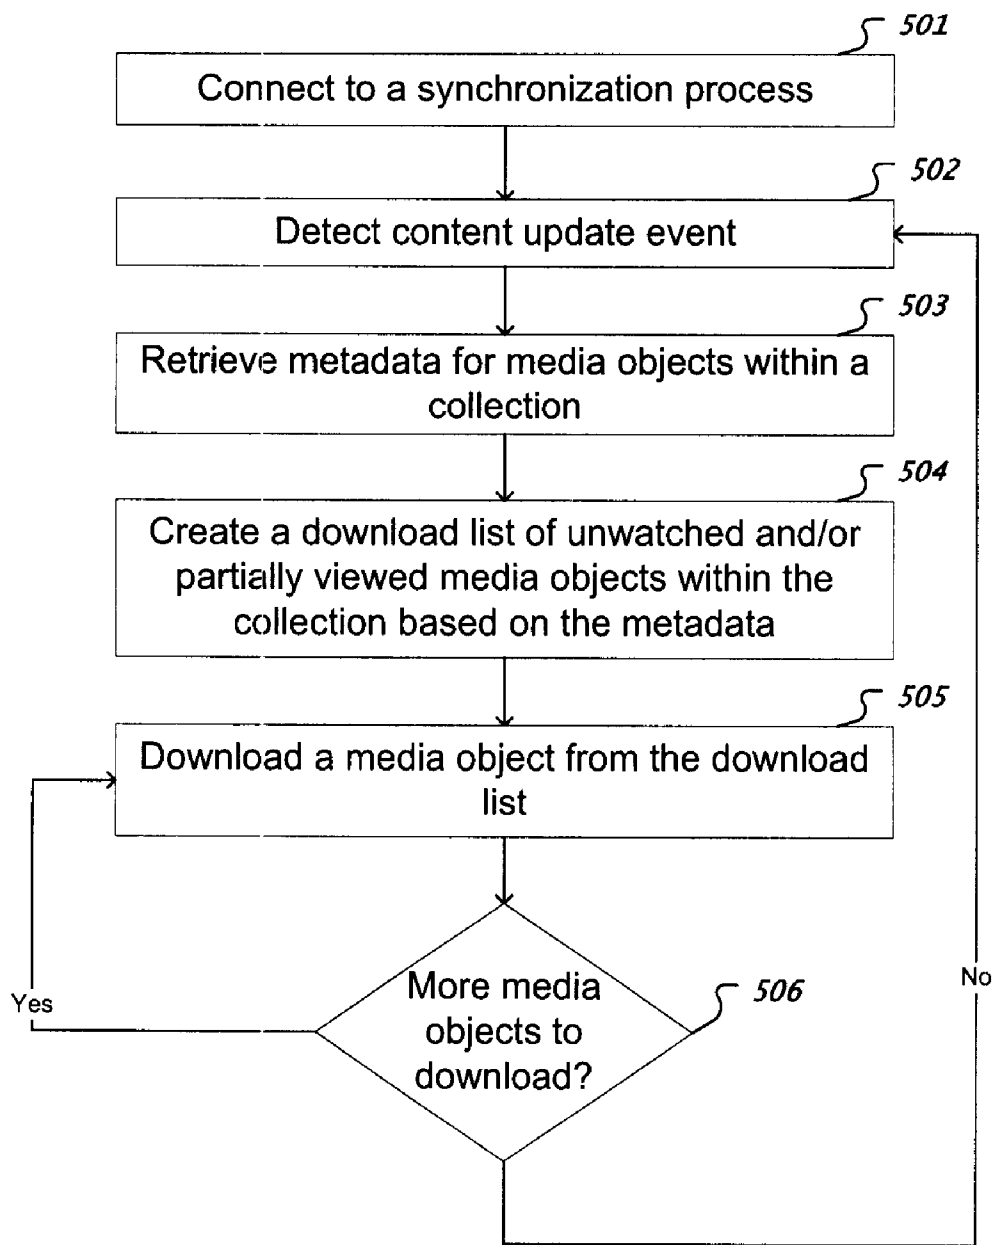 501
Connect to a synchronization process
502
Detect content update event
503
Retrieve metadata for media objects within a
collection
504
Create a download list of unwatched and/or
partially viewed media objects within the
collection based on the metadata
505
Download a media object from the download
list
More media
objects to
download?
506
Yes
No